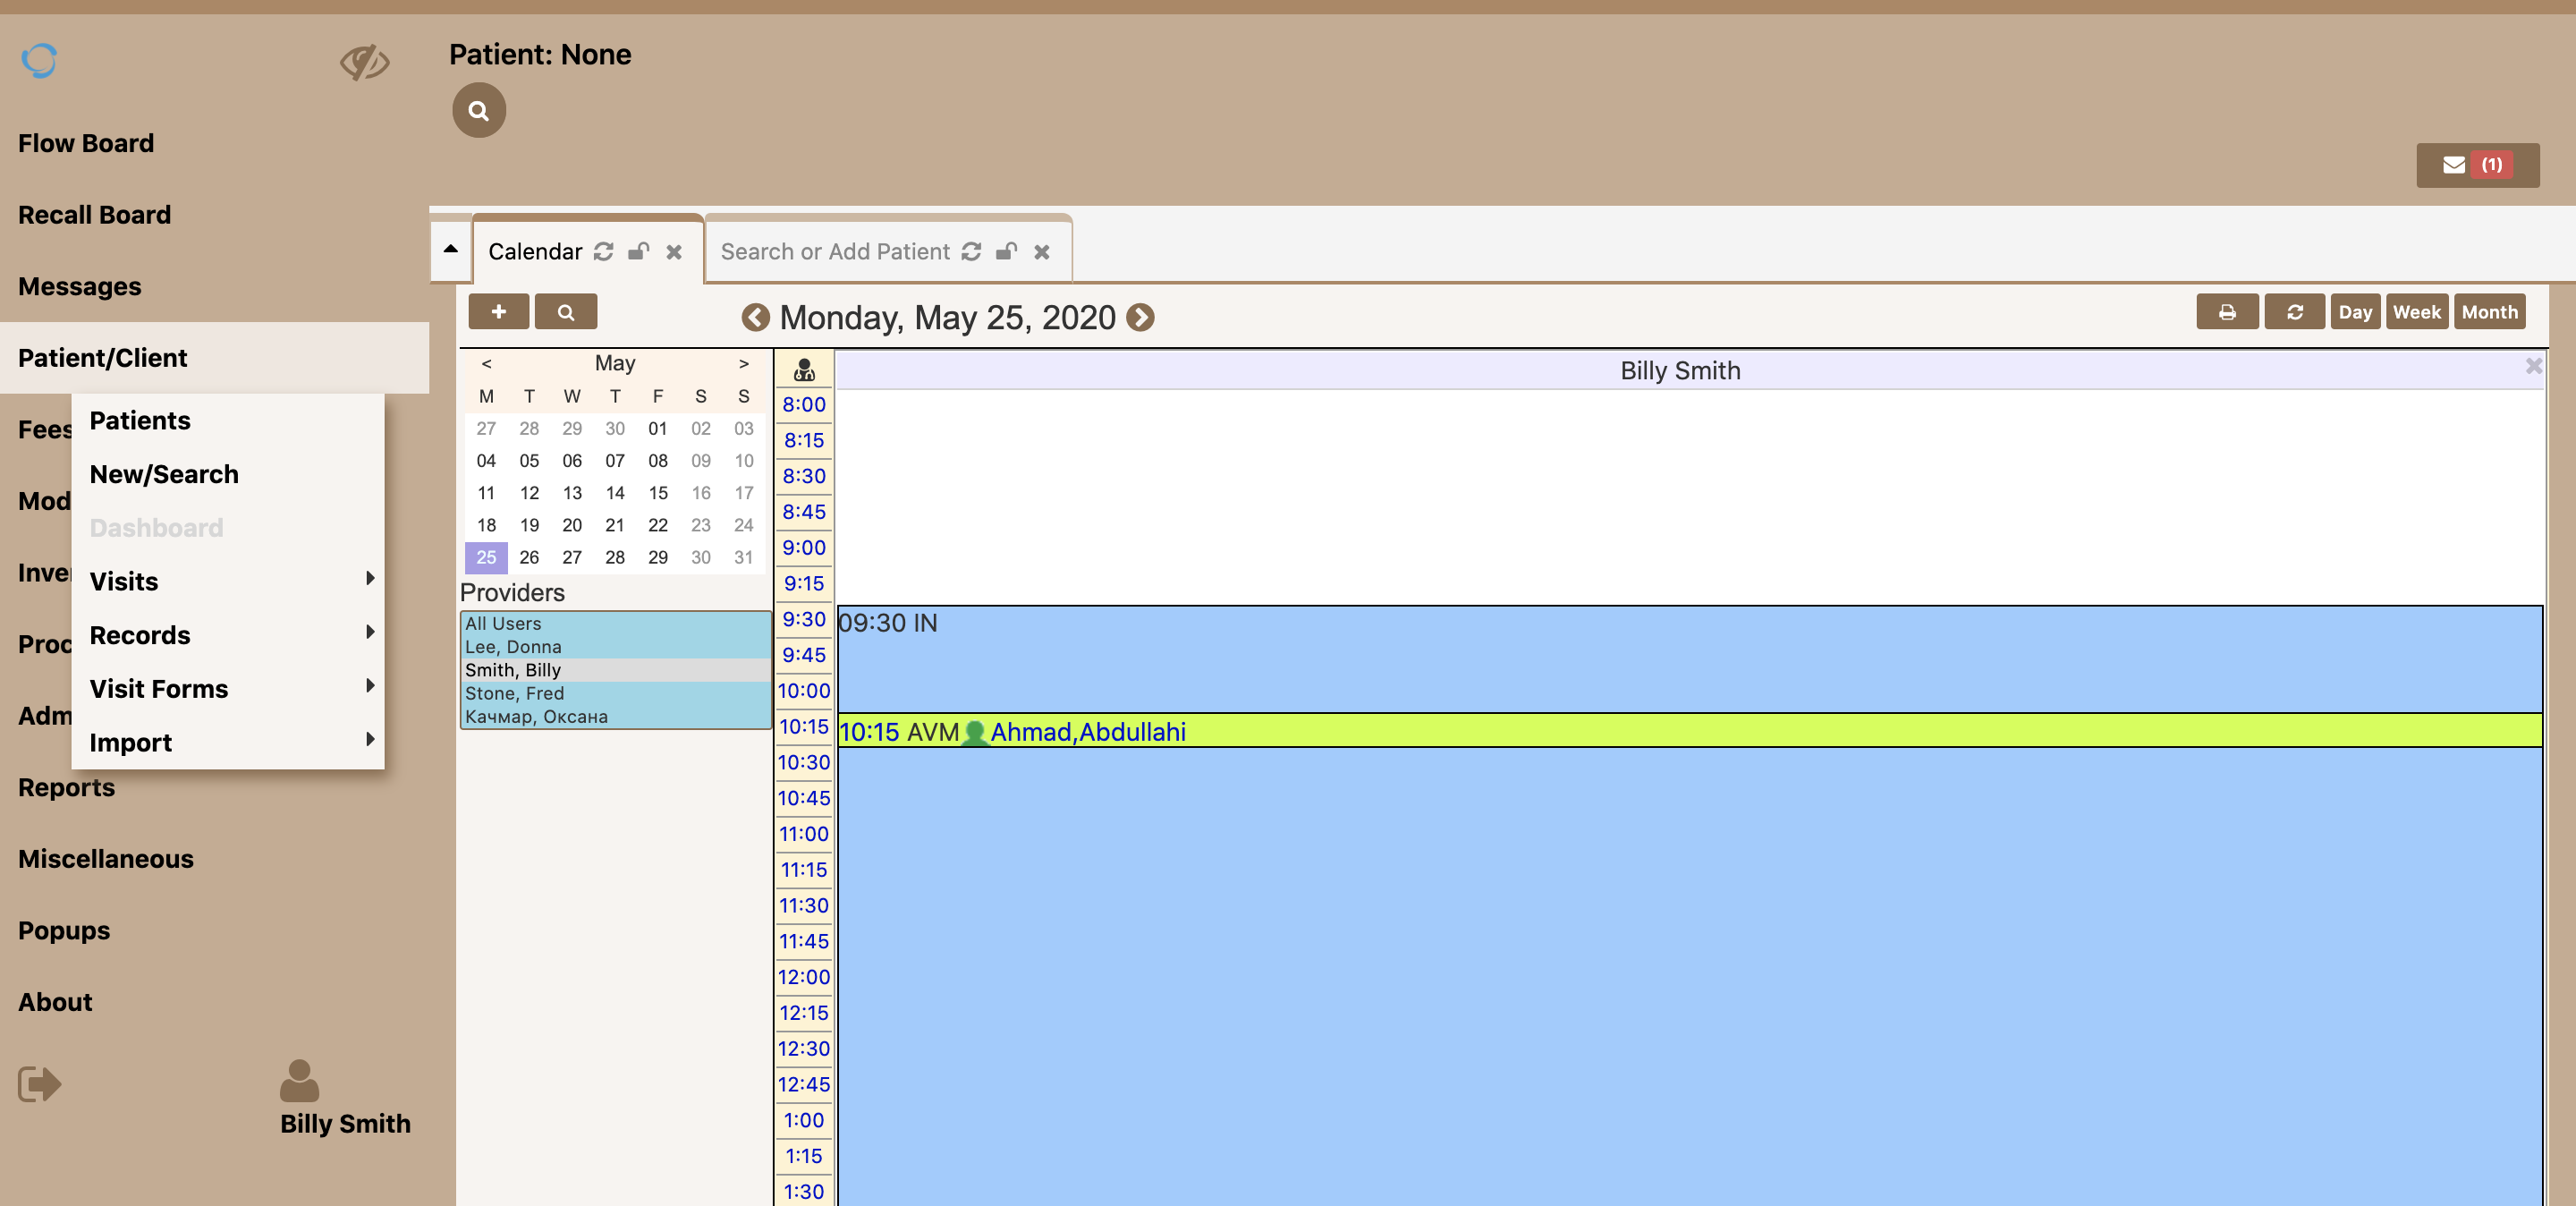 Patient: None
(1)
Flow Board
Recall Board
Messages
Patient/Client
Fees
Patients
New/Search
Mod
Dashboard
Inve
Visits
Proc
Records
Adm
Visit Forms
Import
Reports
Miscellaneous
Popups
About
Billy Smith
Calendar
Search or Add Patient
Monday, May 25, 2020
Day Week Month
< May >
M T W T F S S
27 28 29 30 01 02 03
04 05 06 07 08 09 10
11 12 13 14 15 16 17
18 19 20 21 22 23 24
25 26 27 28 29 30 31
Providers
All Users
Lee, Donna
Smith, Billy
Stone, Fred
Качмар, Оксана
Billy Smith
8:00
8:15
8:30
8:45
9:00
9:15
9:30
9:45
10:00
10:15
10:30
10:45
11:00
11:15
11:30
11:45
12:00
12:15
12:30
12:45
1:00
1:15
1:30
09:30 IN
10:15 AVM Ahmad,Abdullahi